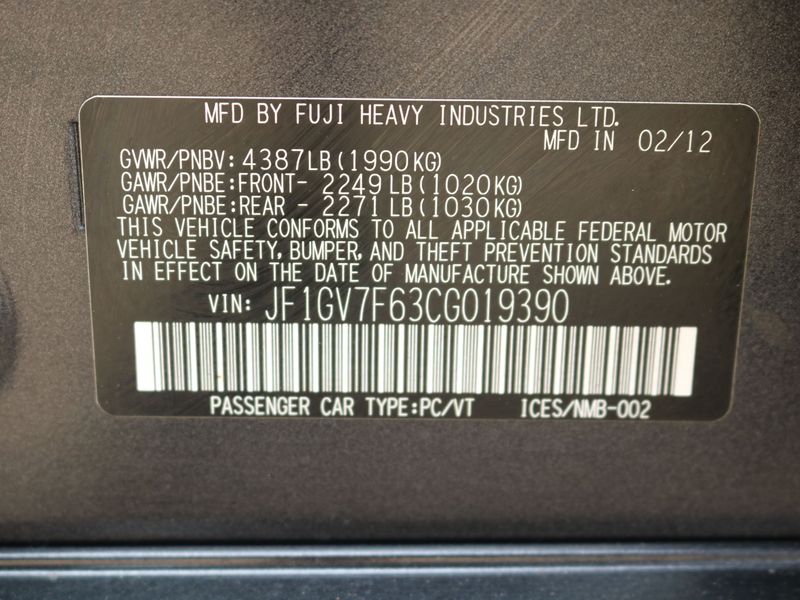 MFD BY FUJI HEAVY INDUSTRIES LTD.
MFD IN 02/12
GVWR/PNBV: 4387LB(1990KG)
GAWR/PNBE:FRONT- 2249LB(1020KG)
GAWR/PNBE:REAR - 2271LB(1030KG)
THIS VEHICLE CONFORMS TO ALL APPLICABLE FEDERAL MOTOR
VEHICLE SAFETY, BUMPER, AND THEFT PREVENTION STANDARDS
IN EFFECT ON THE DATE OF MANUFACTURE SHOWN ABOVE.
VIN: JF1GV7F63CG019390
PASSENGER CAR TYPE:PC/VT ICES/NMB-002